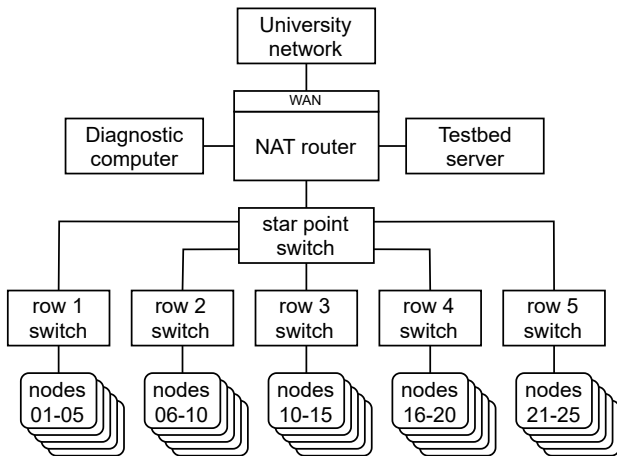 University
network
WAN
Diagnostic
computer
NAT router
Testbed
server
star point
switch
row 1
switch
row 2
switch
row 3
switch
row 4
switch
row 5
switch
nodes
01-05
nodes
06-10
nodes
10-15
nodes
16-20
nodes
21-25